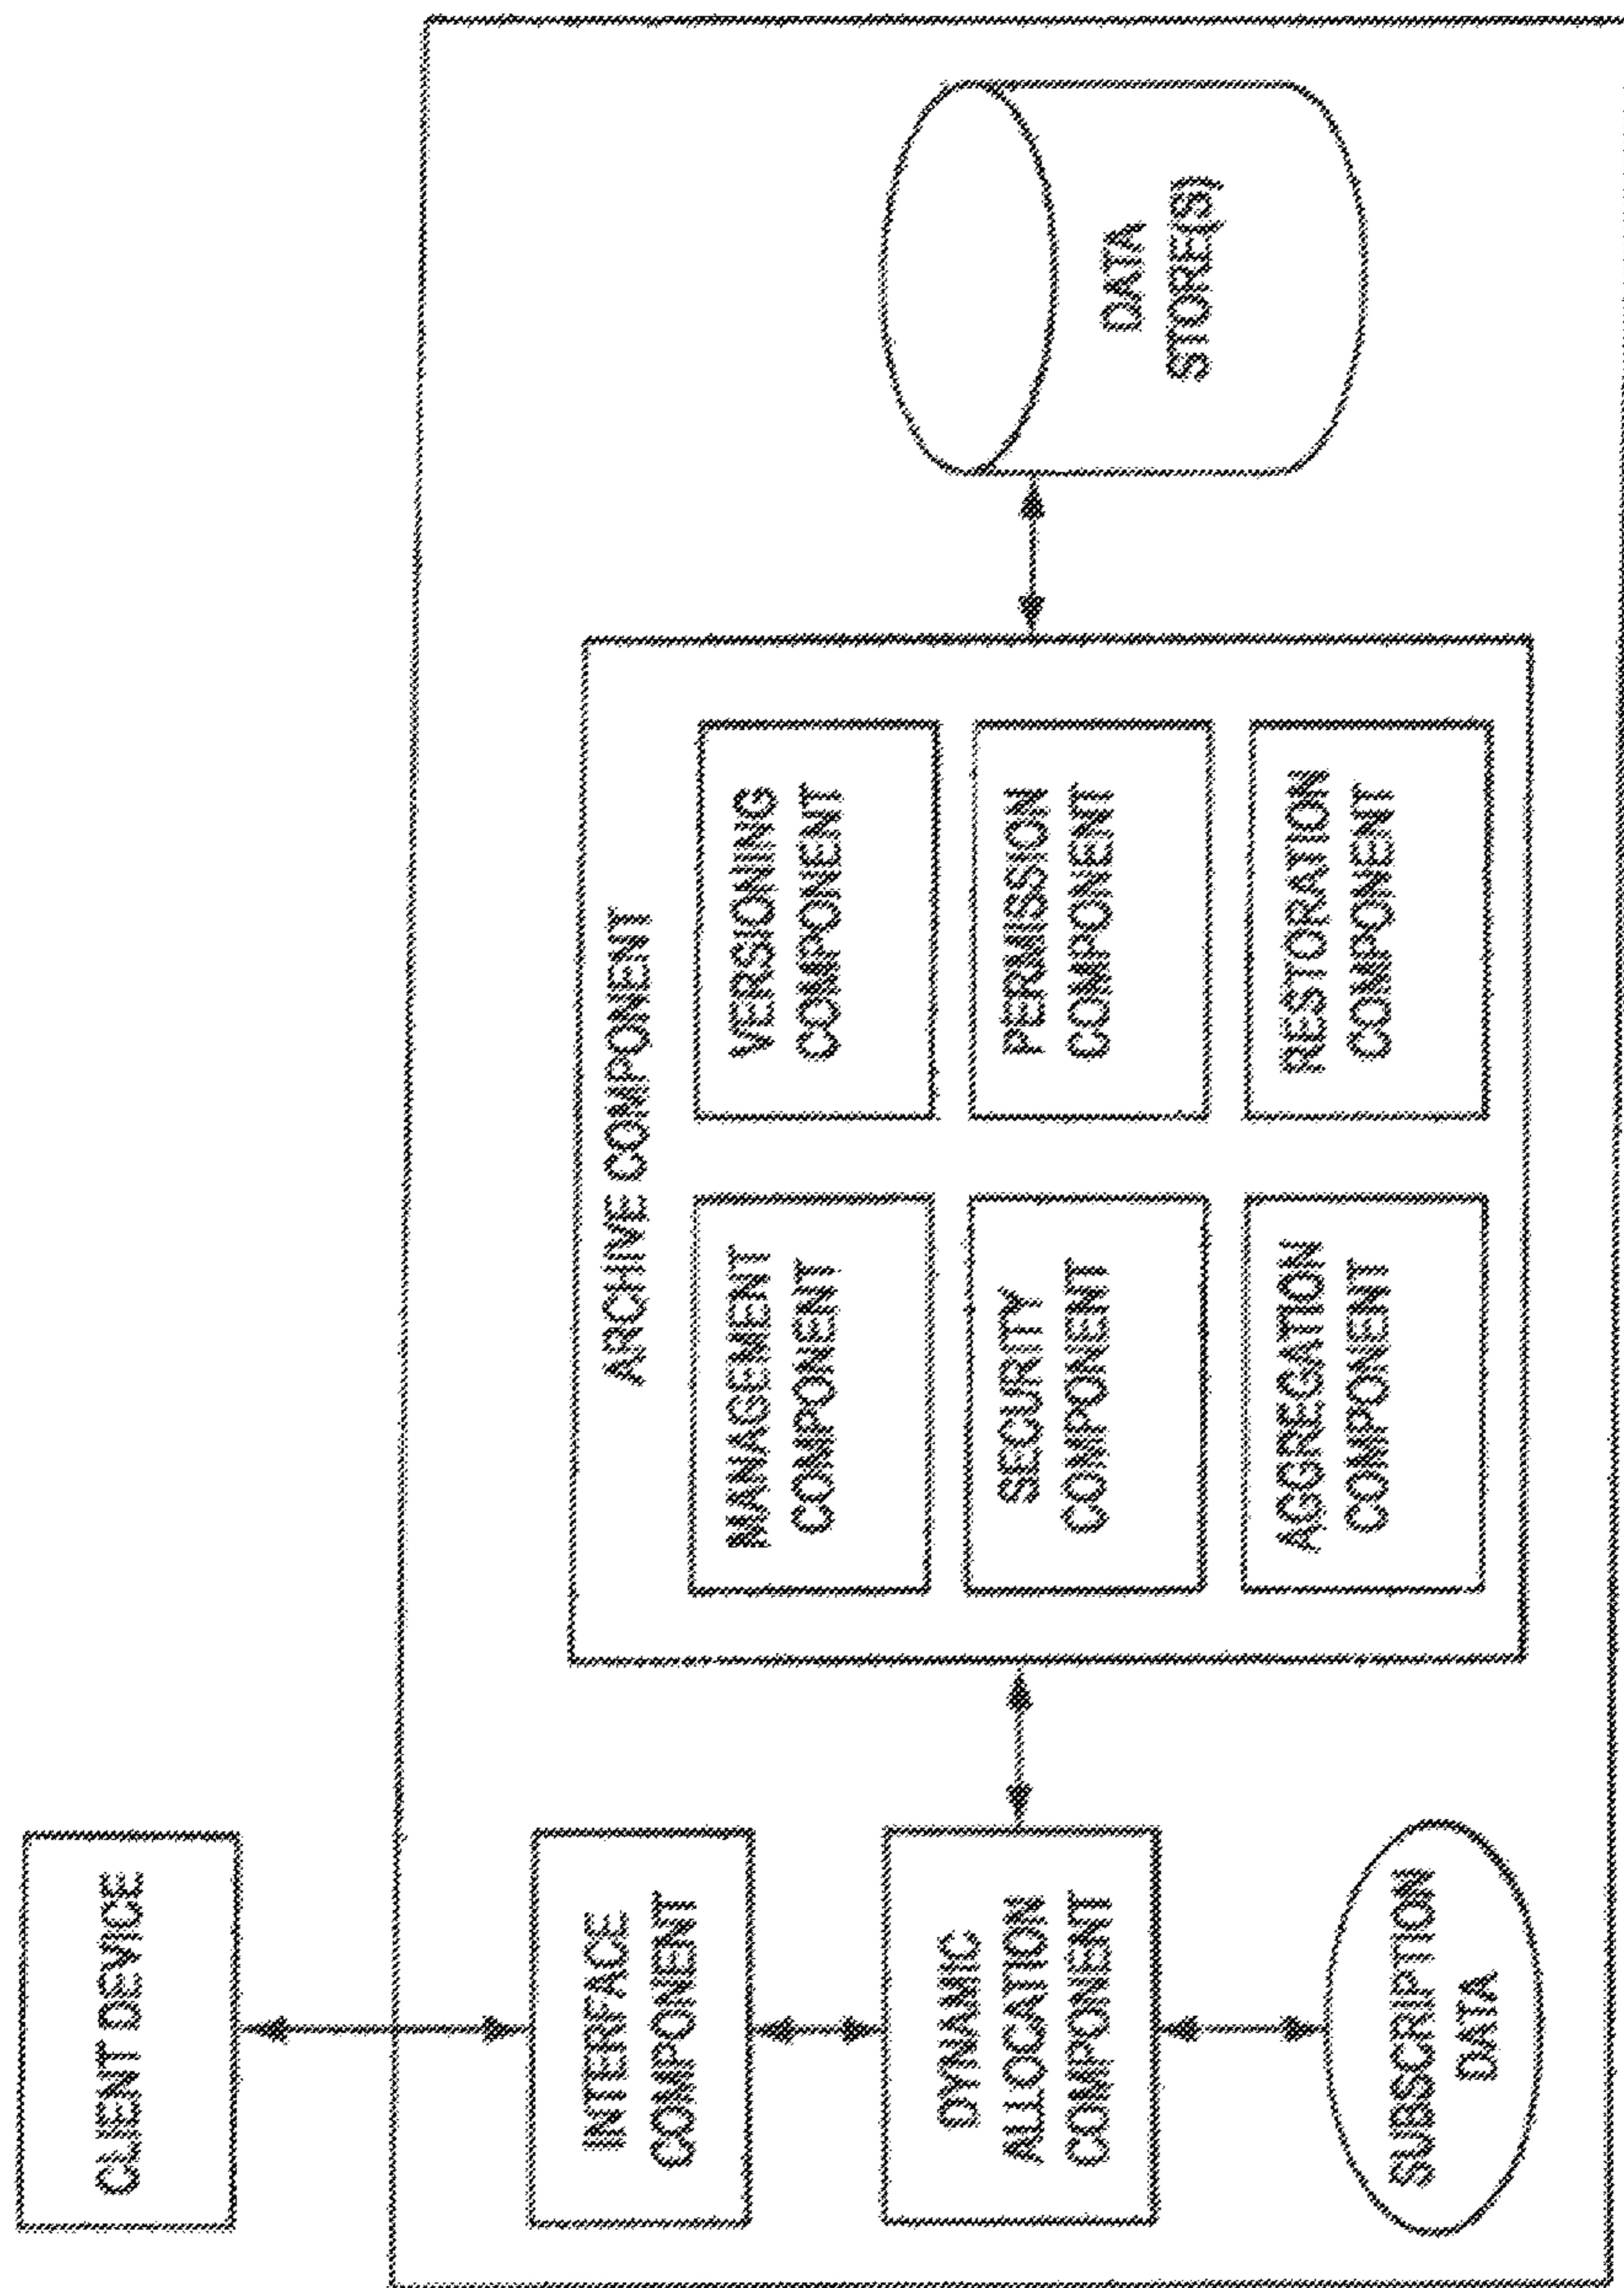 CLIENT DEVICE
INTERFACE
COMPONENT
DYNAMIC
ALLOCATION
COMPONENT
SUBSCRIPTION
DATA
ARCHIVE COMPONENT
MANAGEMENT
COMPONENT
VERSIONING
COMPONENT
SECURITY
COMPONENT
PERMISSION
COMPONENT
AGGREGATION
COMPONENT
RESTORATION
COMPONENT
DATA
STORE(S)